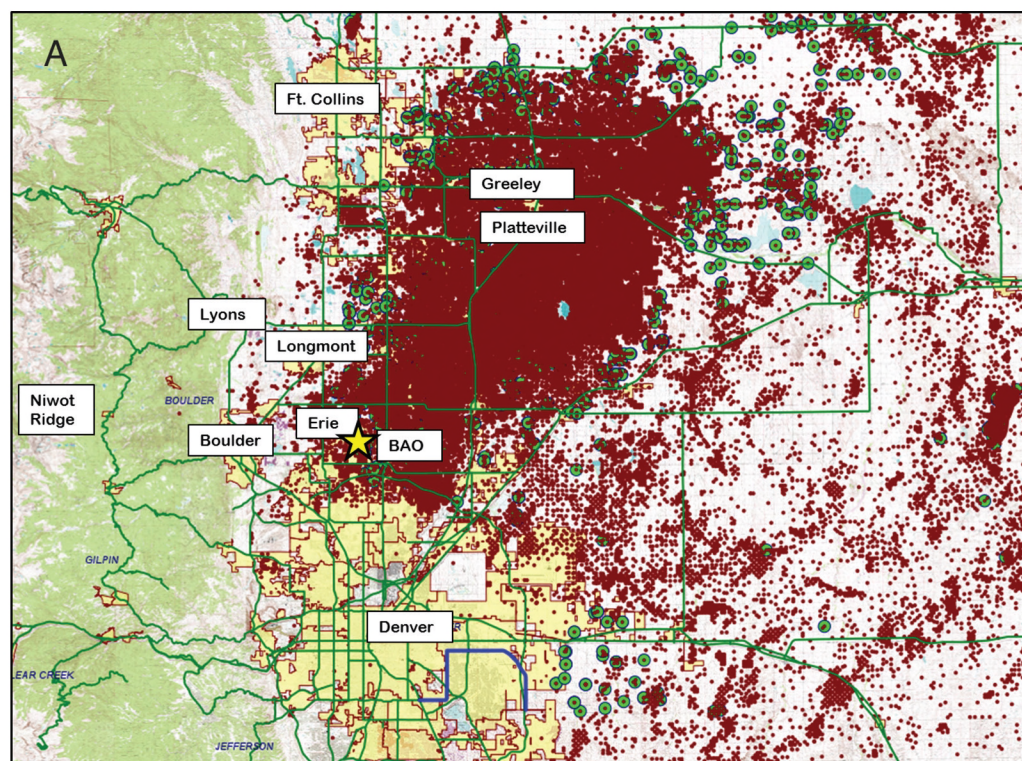 A
Ft. Collins
Greeley
Platteville
Lyons
Longmont
Niwot
Ridge
BOULDER
Erie
Boulder
BAO
GILPIN
Denver
LEAR CREEK
JEFFERSON